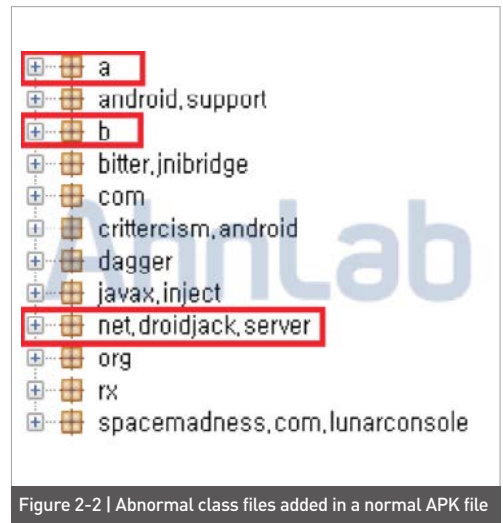 a
android,support
b
bitter,jnibridge
com
crittercism,android
dagger
javax,inject
net,droidjack,server
org
rx
spacemadness,com,lunarconsole
AhnLab
Figure 2-2 | Abnormal class files added in a normal APK file